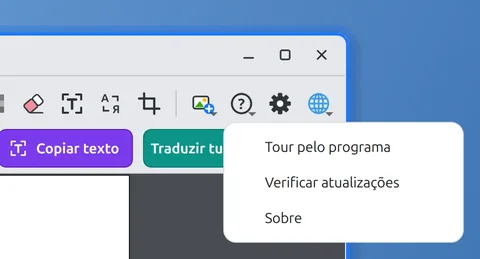 Copiar texto
Traduzir tu
Tour pelo programa
Verificar atualizações
Sobre